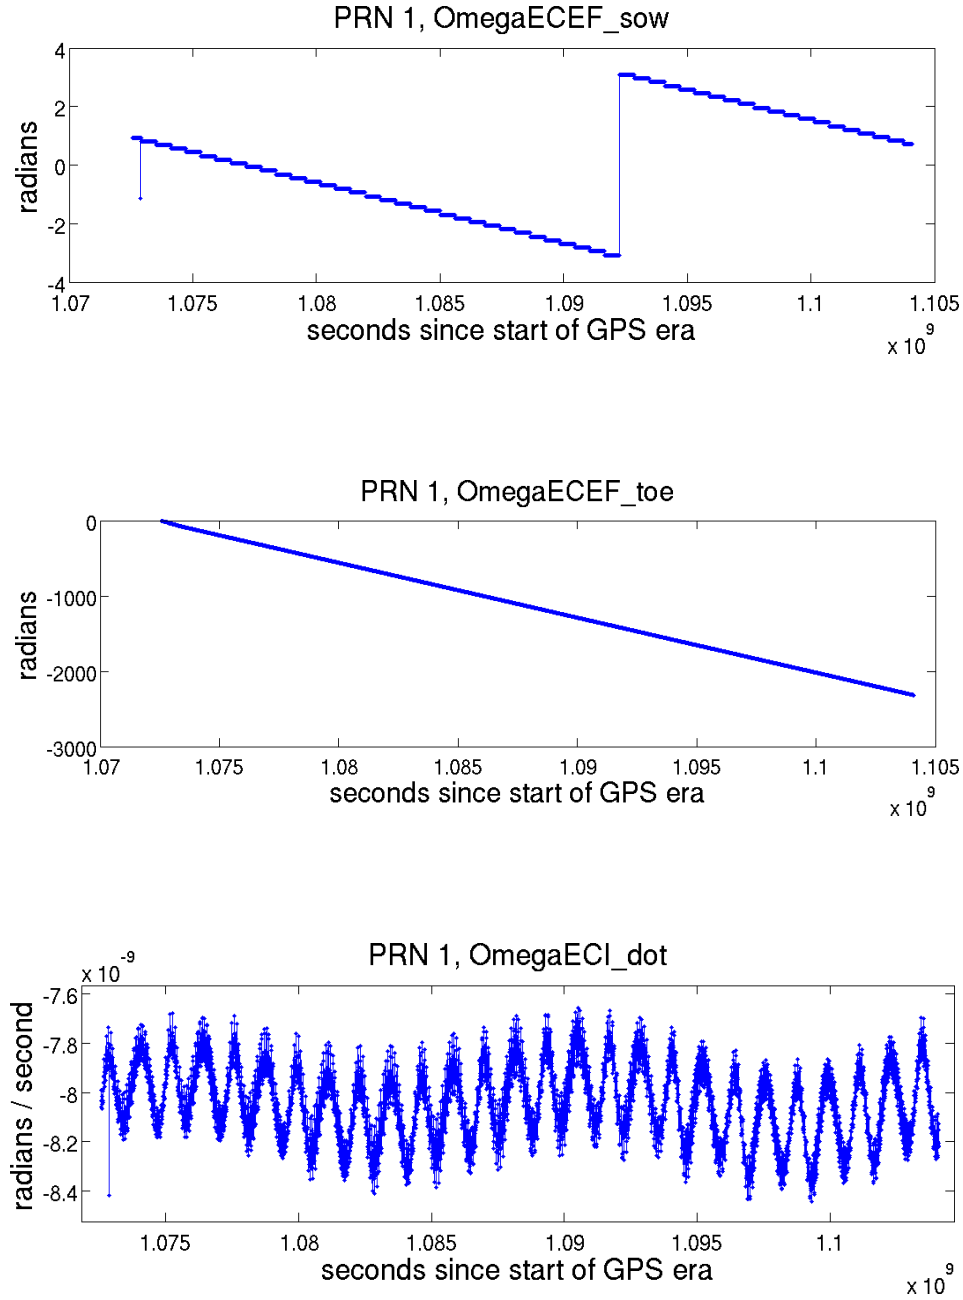 PRN 1, OmegaECEF_sow
4
2
0
-2
-4
radians
1.07 1.075 1.08 1.085 1.09 1.095 1.1 1.105
seconds since start of GPS era
x 10^9
PRN 1, OmegaECEF_toe
0
-1000
-2000
-3000
radians
1.07 1.075 1.08 1.085 1.09 1.095 1.1 1.105
seconds since start of GPS era
x 10^9
PRN 1, OmegaECI_dot
x 10^-9
-7.6
-7.8
-8
-8.2
-8.4
radians / second
1.075 1.08 1.085 1.09 1.095 1.1
seconds since start of GPS era
x 10^9